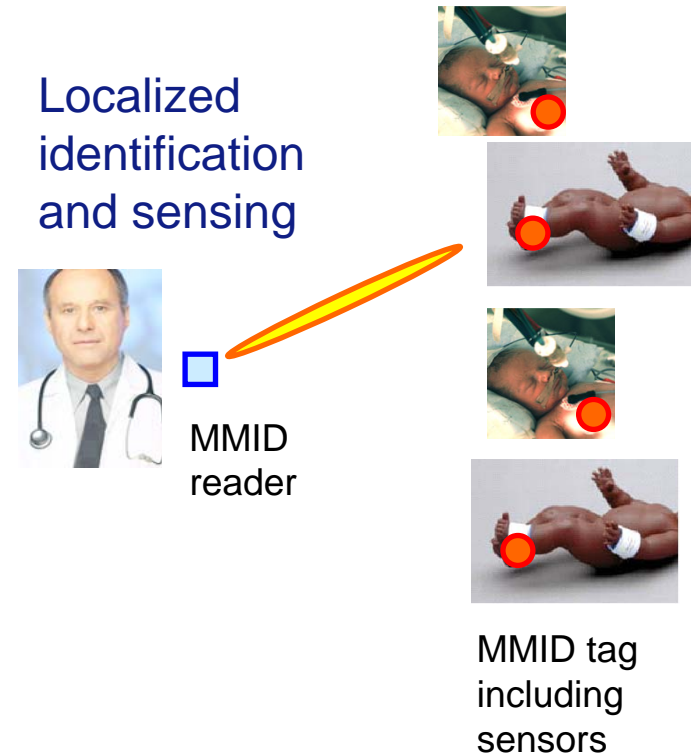 Localized
identification
and sensing
MMID
reader
MMID tag
including
sensors